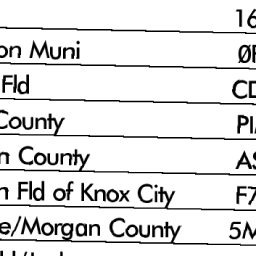 16
on Muni ØF
Fld CD
County PI
n County AS
n Fld of Knox City F7
e/Morgan County 5M